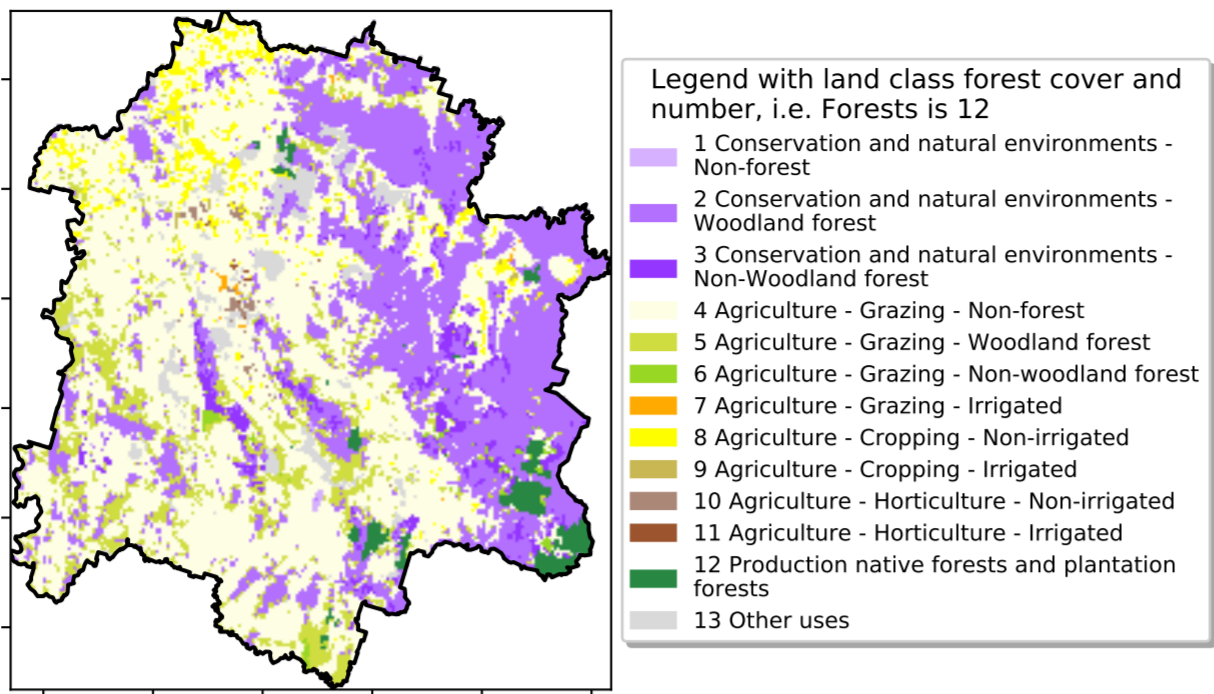 Legend with land class forest cover and
number, i.e. Forests is 12
1 Conservation and natural environments -
Non-forest
2 Conservation and natural environments -
Woodland forest
3 Conservation and natural environments -
Non-Woodland forest
4 Agriculture - Grazing - Non-forest
5 Agriculture - Grazing - Woodland forest
6 Agriculture - Grazing - Non-woodland forest
7 Agriculture - Grazing - Irrigated
8 Agriculture - Cropping - Non-irrigated
9 Agriculture - Cropping - Irrigated
10 Agriculture - Horticulture - Non-irrigated
11 Agriculture - Horticulture - Irrigated
12 Production native forests and plantation
forests
13 Other uses